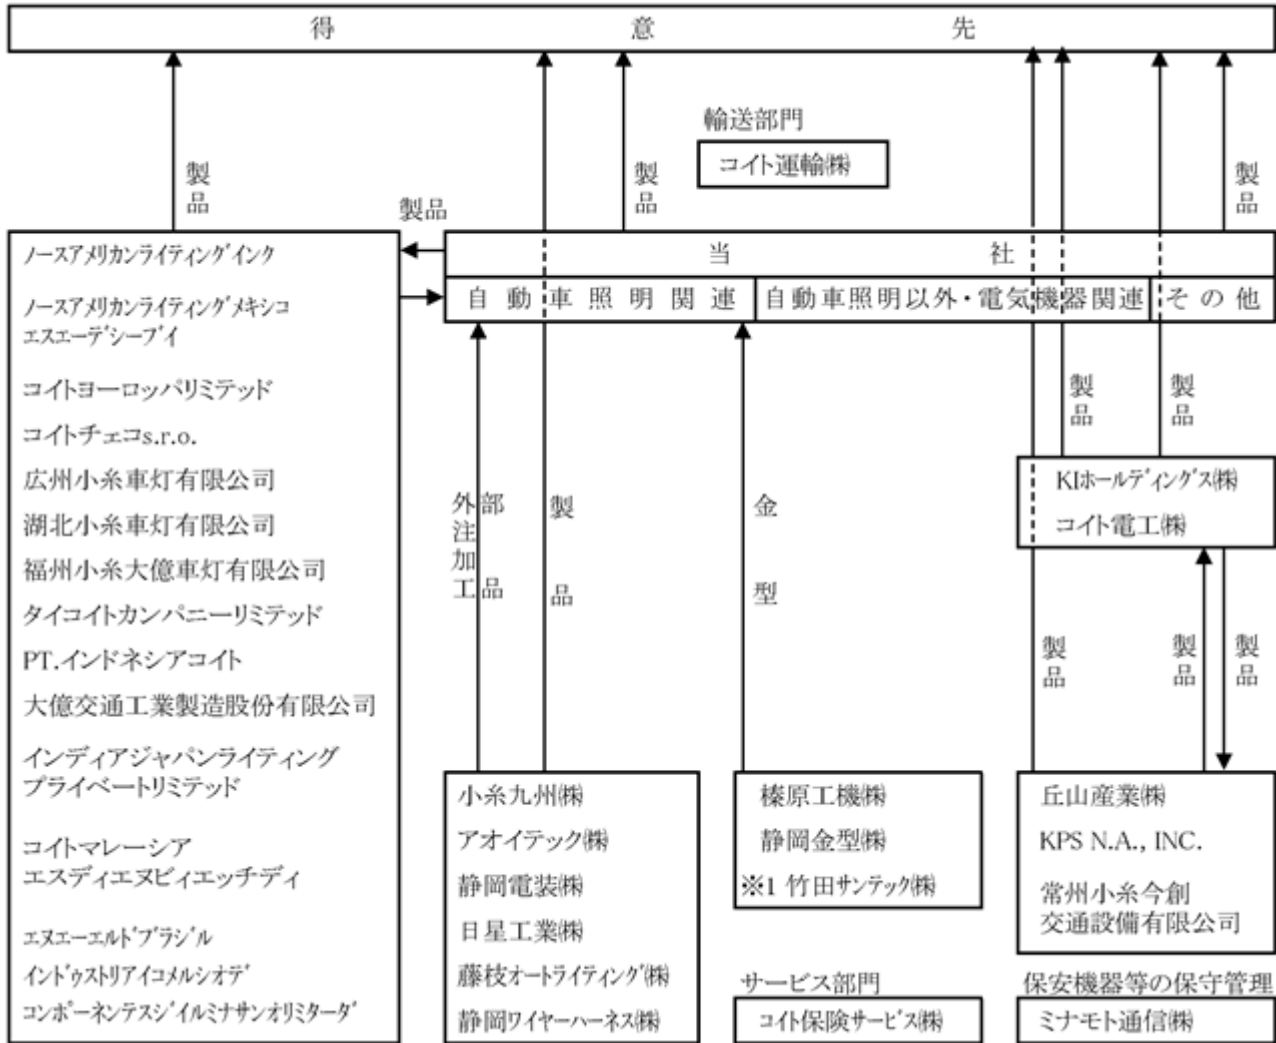 得意先
輸送部門
コイト運輸㈱
製品
製品
製品
製品
ノースアメリカンライティングインク
ノースアメリカンライティングメキシコ
エスエーデシーブイ
コイトヨーロッパリミテッド
コイトチェコs.r.o.
広州小糸車灯有限公司
湖北小糸車灯有限公司
福州小糸大億車灯有限公司
タイコイトカンパニーリミテッド
PT.インドネシアコイト
大億交通工業製造股份有限公司
インディアジャパンライティング
プライベートリミテッド
コイトマレーシア
エスディエヌビィエッチディ
エヌエーエルドブラジル
インドゥストリアイコメルシオデ
コンポーネンテスジイルミナサンオリミターダ
当社
自動車照明関連
自動車照明以外・電気機器関連
その他
外注加工
部品
製品
金型
製品
製品
KIホールディングス㈱
コイト電工㈱
製品
製品
製品
小糸九州㈱
アオイテック㈱
静岡電装㈱
日星工業㈱
藤枝オートライティング㈱
静岡ワイヤーハーネス㈱
榛原工機㈱
静岡金型㈱
※1 竹田サンテック㈱
サービス部門
コイト保険サービス㈱
丘山産業㈱
KPS N.A., INC.
常州小糸今創
交通設備有限公司
保安機器等の保守管理
ミナモト通信㈱